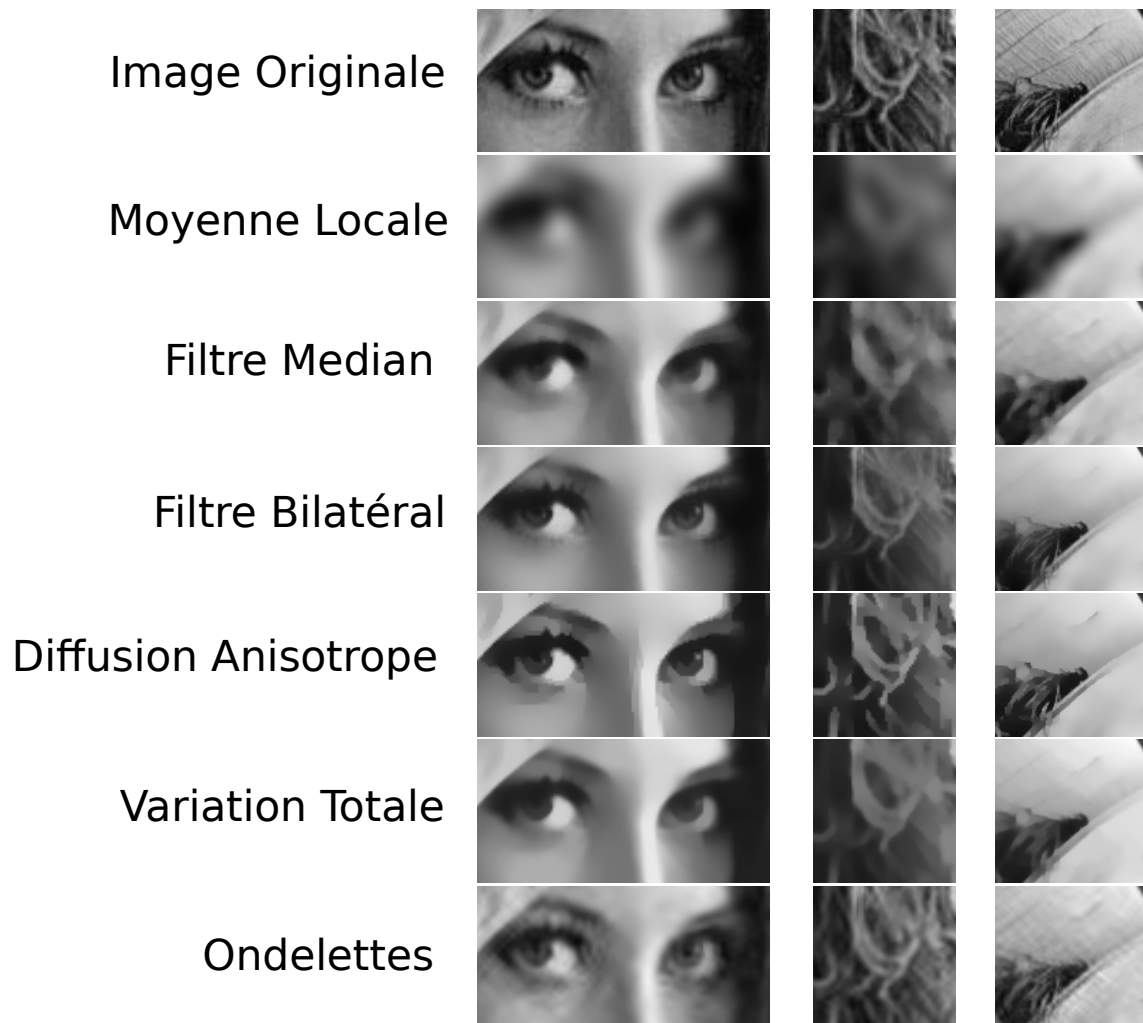 Image Originale
Moyenne Locale
Filtre Median
Filtre Bilatéral
Diffusion Anisotrope
Variation Totale
Ondelettes